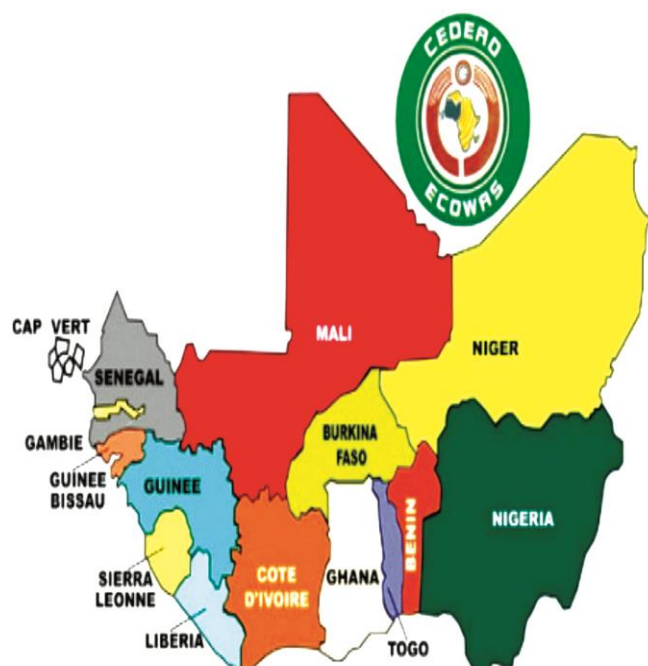 CEDEAO
ECOWAS
CAP VERT
MALI
NIGER
SENEGAL
GAMBIE
BURKINA
FASO
GUINEE
BISSAU
GUINEE
NIGERIA
BENIN
GHANA
SIERRA
LEONNE
COTE
D'IVOIRE
LIBERIA
TOGO